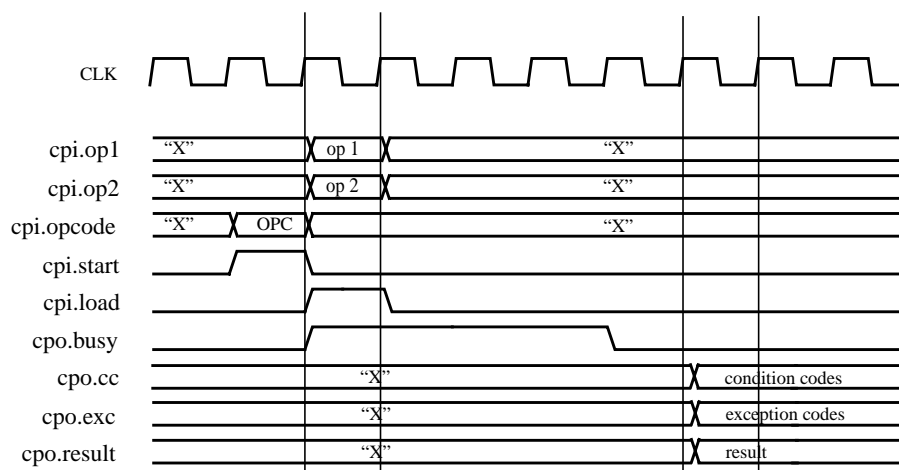 CLK
cpi.op1 “X” op 1 “X”
cpi.op2 “X” op 2 “X”
cpi.opcode “X” OPC “X”
cpi.start
cpi.load
cpo.busy
cpo.cc “X” condition codes
cpo.exc “X” exception codes
cpo.result “X” result